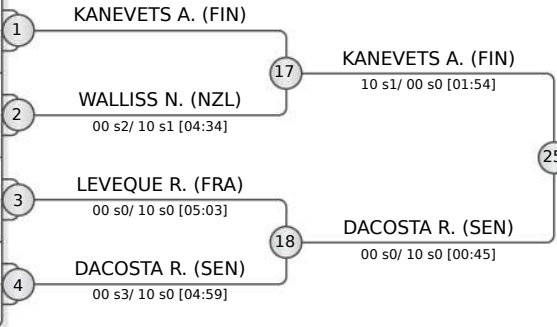 KANEVETS A. (FIN)
1
17
KANEVETS A. (FIN)
10 s1/ 00 s0 [01:54]
WALLISS N. (NZL)
2
00 s2/ 10 s1 [04:34]
25
LEVEQUE R. (FRA)
3
00 s0/ 10 s0 [05:03]
18
DACOSTA R. (SEN)
00 s0/ 10 s0 [00:45]
DACOSTA R. (SEN)
4
00 s3/ 10 s0 [04:59]